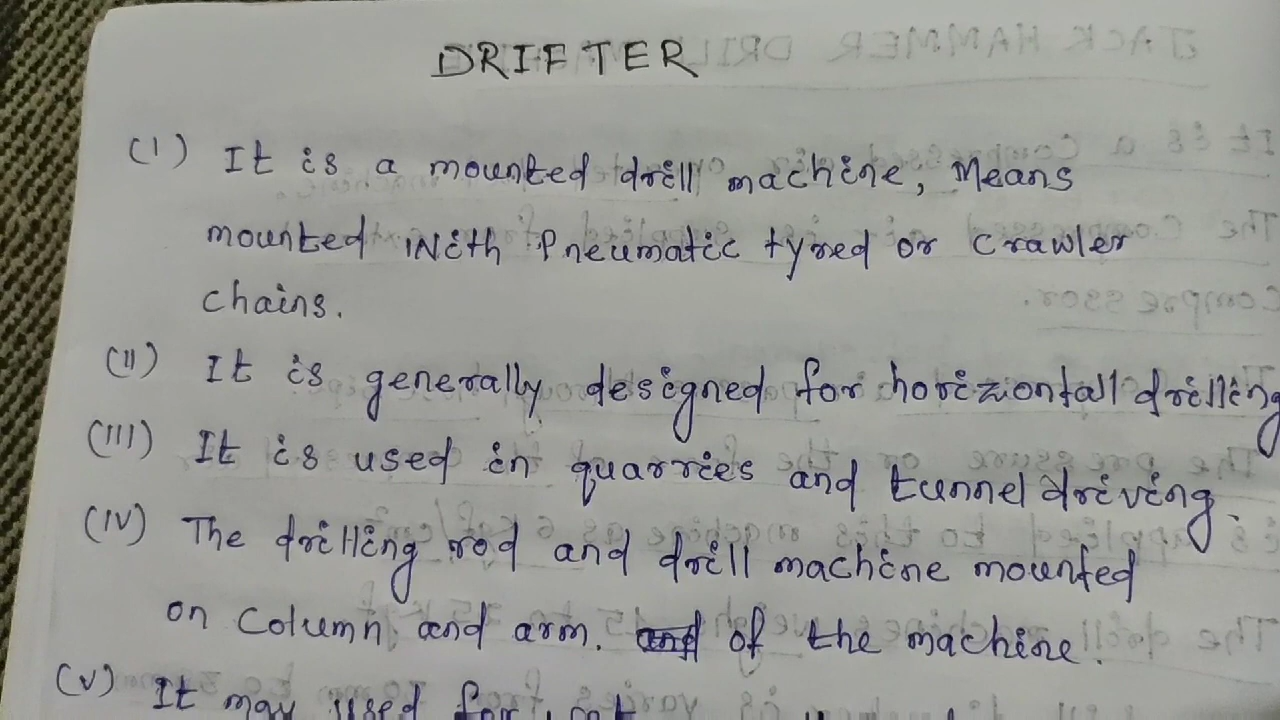 DRIFTER
(I) It is a mounted drill machine, Means
mounted with Pneumatic tyred or crawler
chains.
(II) It is generally designed for horizontall drilling
(III) It is used in quarries and tunnel driving.
(IV) The drilling rod and drill machine mounted
on column and arm. of the machine.
(V) It may used for